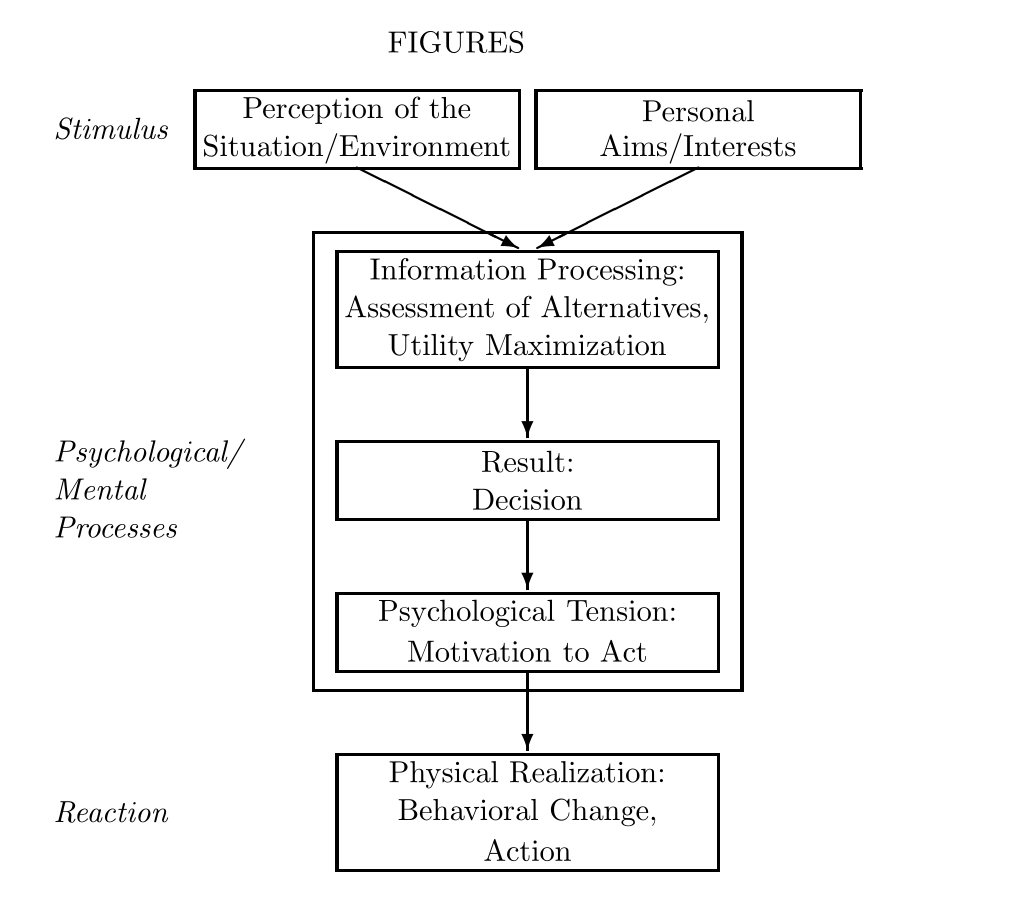 FIGURES
Stimulus
Perception of the
Situation/Environment
Personal
Aims/Interests
Information Processing:
Assessment of Alternatives,
Utility Maximization
Psychological/
Mental
Processes
Result:
Decision
Psychological Tension:
Motivation to Act
Reaction
Physical Realization:
Behavioral Change,
Action